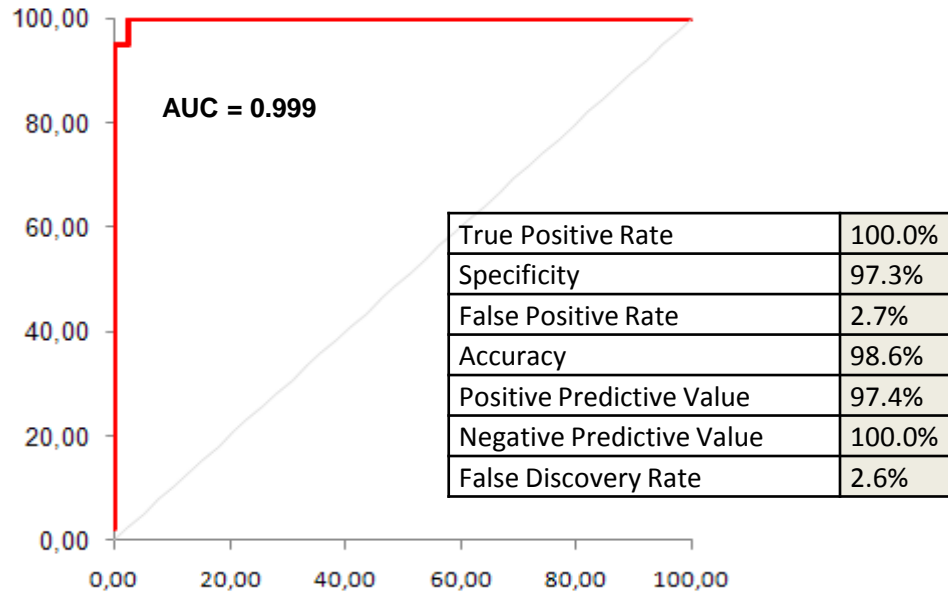 100,00
AUC = 0.999
80,00
60,00
True Positive Rate 100.0%
Specificity 97.3%
False Positive Rate 2.7%
40,00
Accuracy 98.6%
Positive Predictive Value 97.4%
20,00
Negative Predictive Value 100.0%
False Discovery Rate 2.6%
0,00
0,00 20,00 40,00 60,00 80,00 100,00